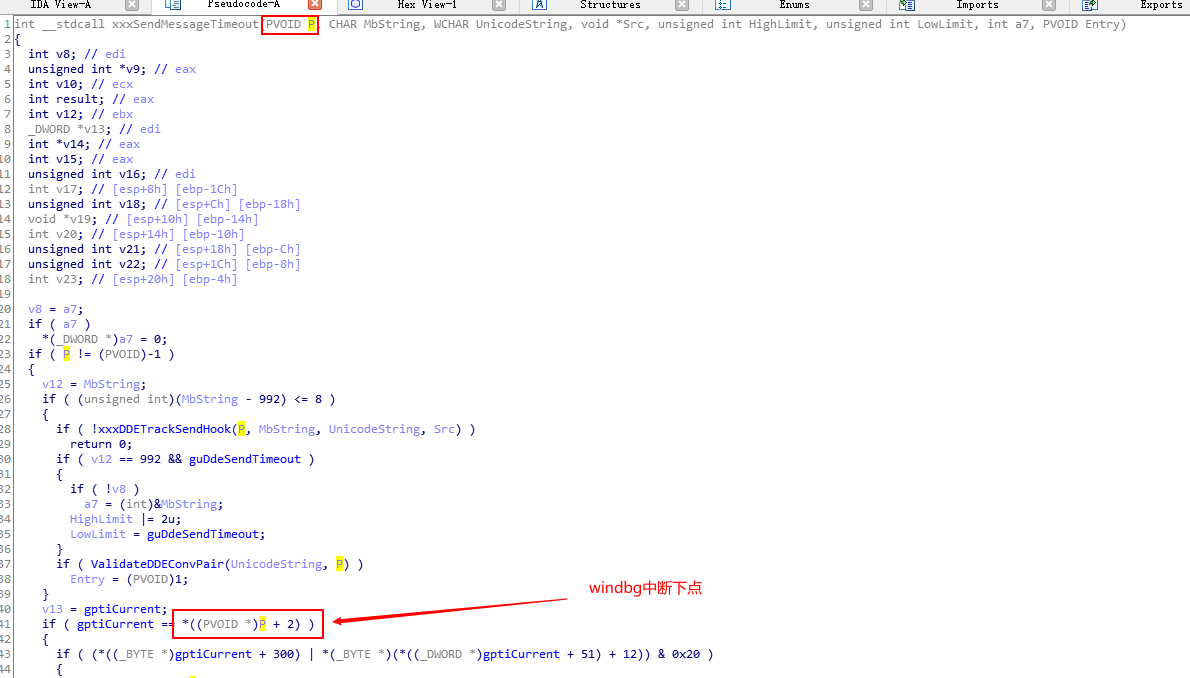 IDA View-A Pseudocode-A Hex View-1 Structures Enums Imports Exports
1 int __stdcall xxxSendMessageTimeout(PVOID P, CHAR MbString, WCHAR UnicodeString, void *Src, unsigned int HighLimit, unsigned int LowLimit, int a7, PVOID Entry)
2 {
3 int v8; // edi
4 unsigned int *v9; // eax
5 int v10; // ecx
6 int result; // eax
7 int v12; // ebx
8 _DWORD *v13; // edi
9 int *v14; // eax
10 int v15; // eax
11 unsigned int v16; // edi
12 int v17; // [esp+8h] [ebp-1Ch]
13 unsigned int v18; // [esp+Ch] [ebp-18h]
14 void *v19; // [esp+10h] [ebp-14h]
15 int v20; // [esp+14h] [ebp-10h]
16 unsigned int v21; // [esp+18h] [ebp-Ch]
17 unsigned int v22; // [esp+1Ch] [ebp-8h]
18 int v23; // [esp+20h] [ebp-4h]
19
20 v8 = a7;
21 if ( a7 )
22 *(_DWORD *)a7 = 0;
23 if ( P != (PVOID)-1 )
24 {
25 v12 = MbString;
26 if ( (unsigned int)(MbString - 992) <= 8 )
27 {
28 if ( !xxxDDETrackSendHook(P, MbString, UnicodeString, Src) )
29 return 0;
30 if ( v12 == 992 && guDdeSendTimeout )
31 {
32 if ( !v8 )
33 a7 = (int)&MbString;
34 HighLimit |= 2u;
35 LowLimit = guDdeSendTimeout;
36 }
37 if ( ValidateDDEConvPair(UnicodeString, P) )
38 Entry = (PVOID)1;
39 }
windbg中断下点
40 v13 = gptiCurrent;
41 if ( gptiCurrent == *((PVOID *)P + 2) )
42 {
43 if ( (*((_BYTE *)gptiCurrent + 300) | *(_BYTE *)(*((_DWORD *)gptiCurrent + 51) + 12)) & 0x20 )
44 {